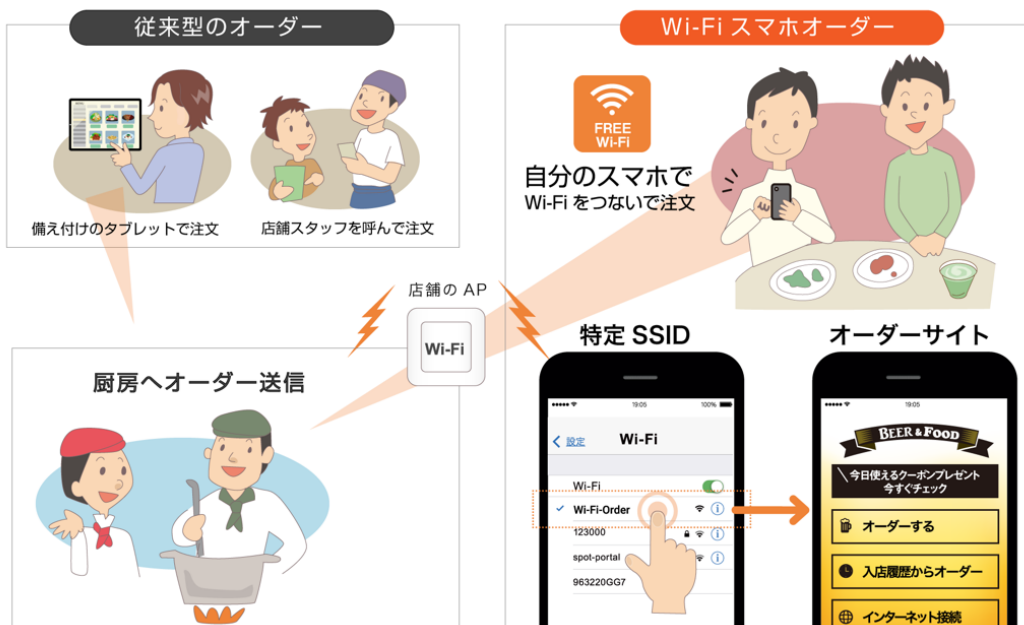 従来型のオーダー
備え付けのタブレットで注文
店舗スタッフを呼んで注文
Wi-Fi スマホオーダー
FREE
Wi-Fi
自分のスマホで
Wi-Fi をつないで注文
店舗の AP
Wi-Fi
厨房へオーダー送信
特定 SSID
19:05
100%
設定
Wi-Fi
Wi-Fi
Wi-Fi-Order
123000
spot-portal
963220GG7
オーダーサイト
19:05
BEER & FOOD
今日使えるクーポンプレゼント
今すぐチェック
オーダーする
入店履歴からオーダー
インターネット接続